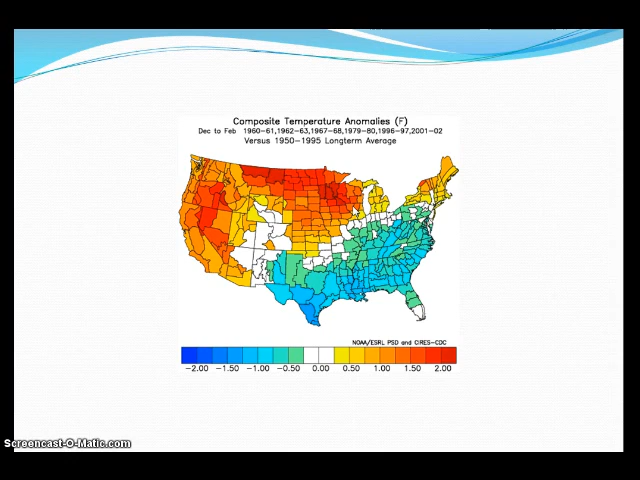 Composite Temperature Anomalies (F)
Dec to Feb 1960-61,1962-63,1967-68,1979-80,1996-97,2001-02
Versus 1950-1995 Longterm Average
NOAA/ESRL PSD and CIRES-CDC
-2.00 -1.50 -1.00 -0.50 0.00 0.50 1.00 1.50 2.00
Screencast-O-Matic.com